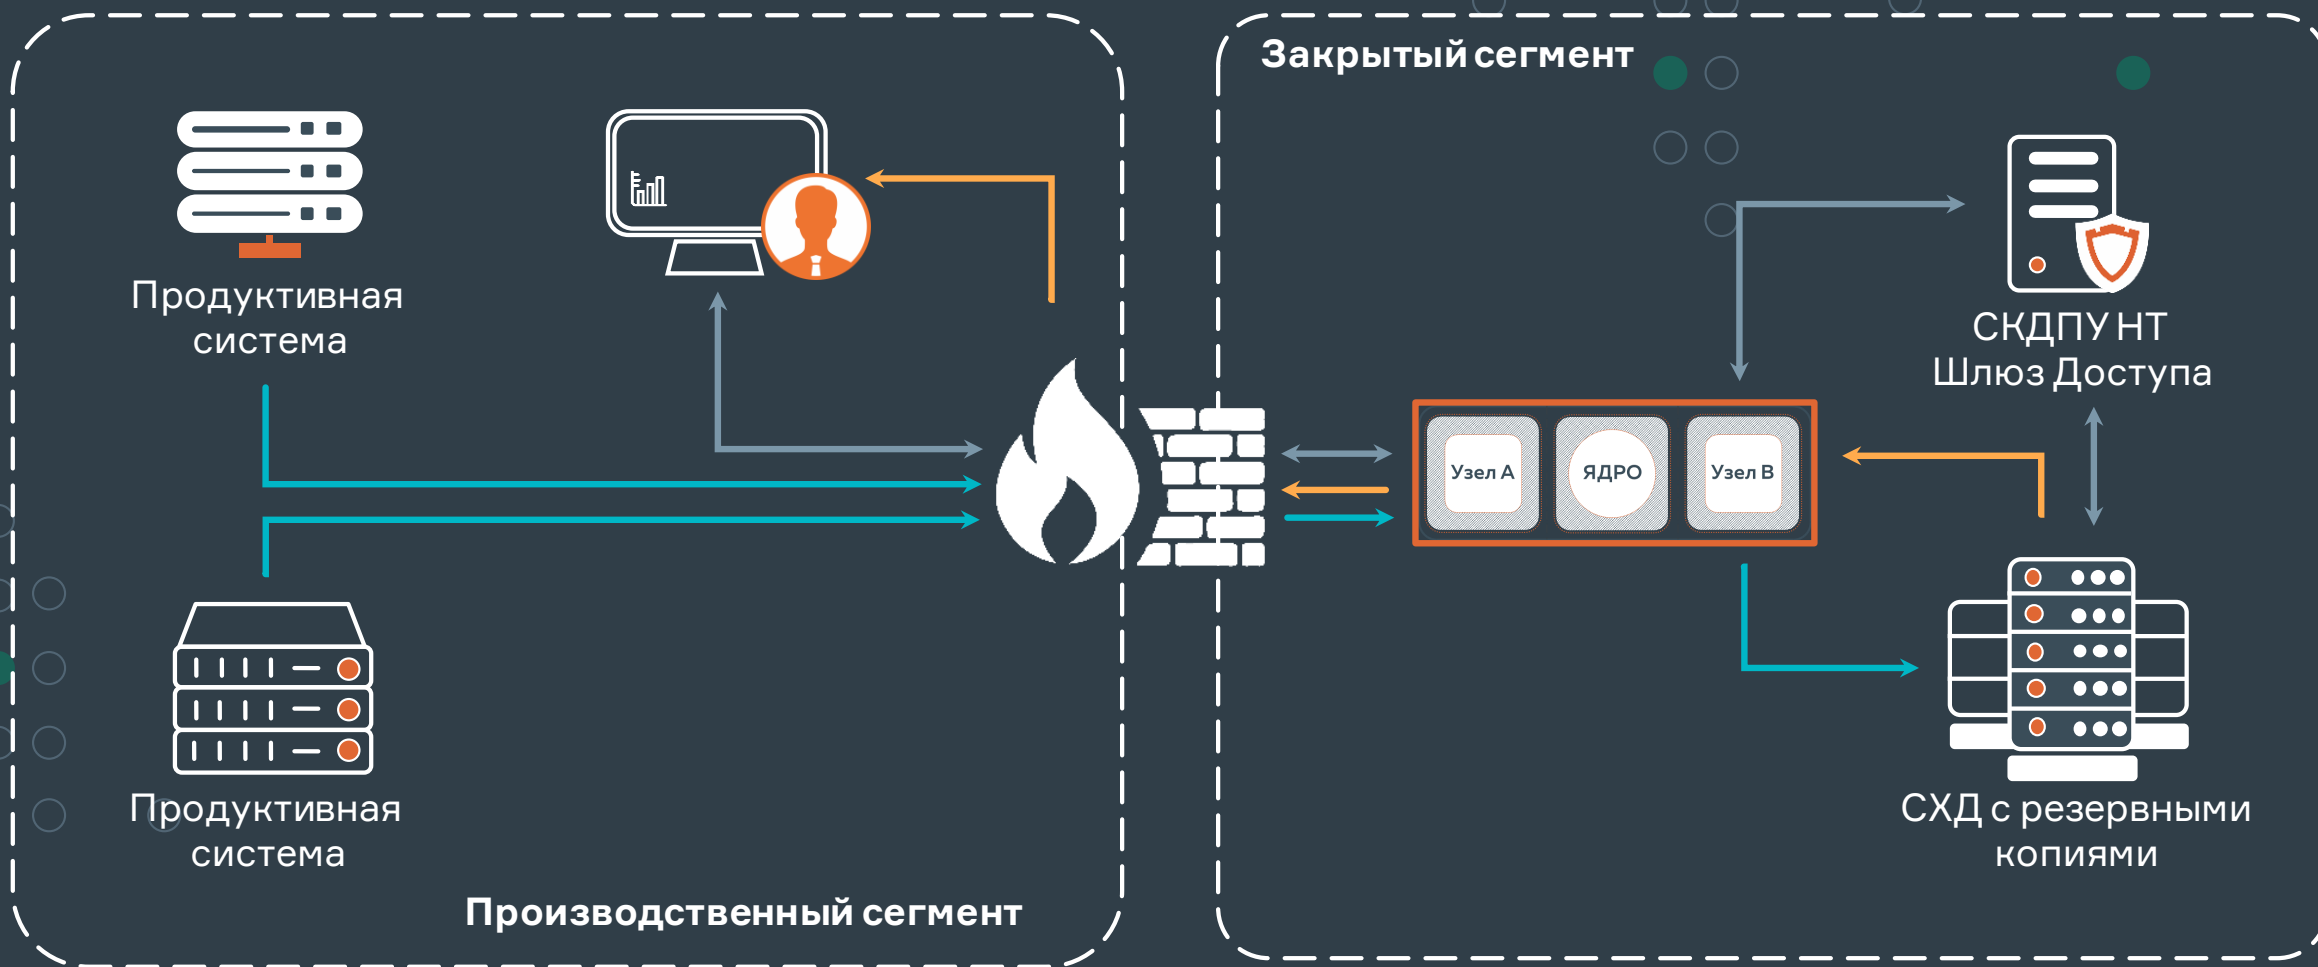 Закрытый сегмент
Продуктивная
система
СКДПУ НТ
Шлюз Доступа
Узел А
ЯДРО
Узел В
Продуктивная
система
СХД с резервными
копиями
Производственный сегмент